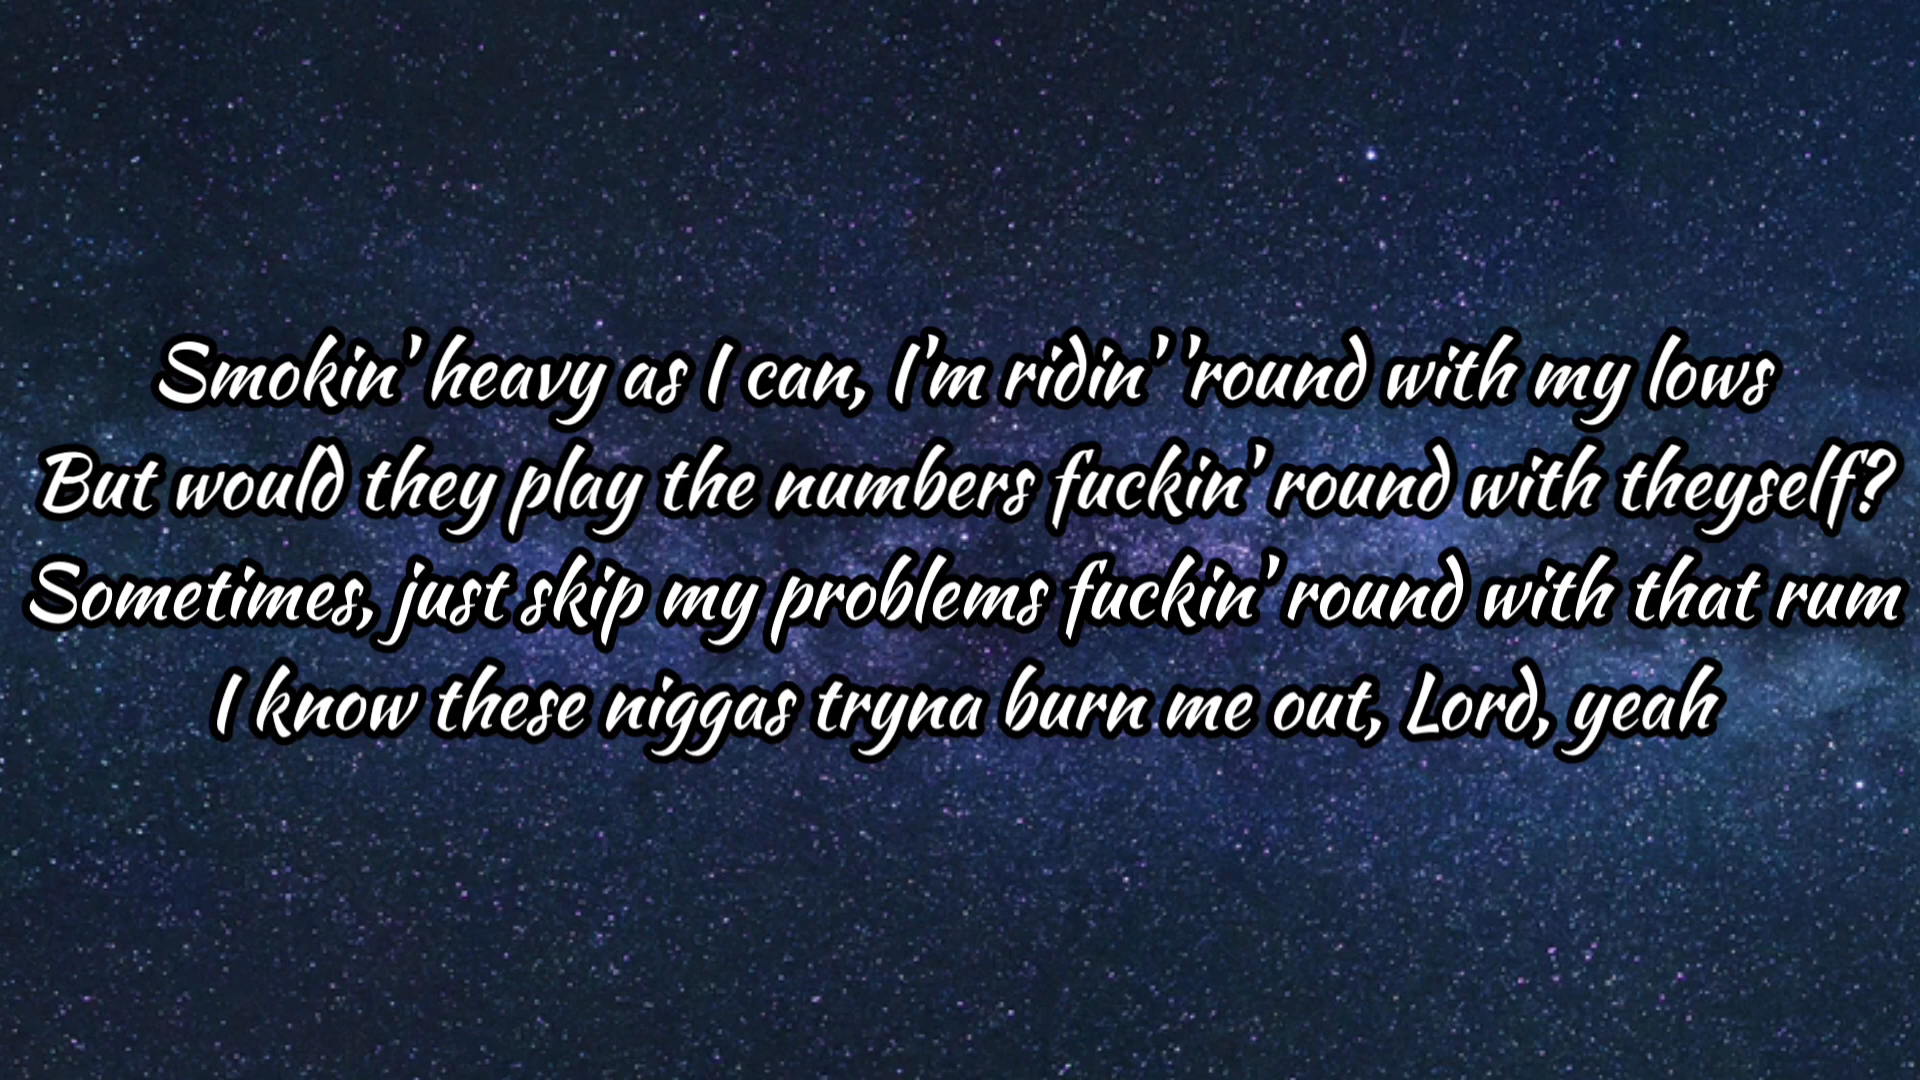 Smokin' heavy as I can, I'm ridin' 'round with my lows
But would they play the numbers fuckin' round with theyself?
Sometimes, just skip my problems fuckin' round with that rum
I know these niggas tryna burn me out, Lord, yeah